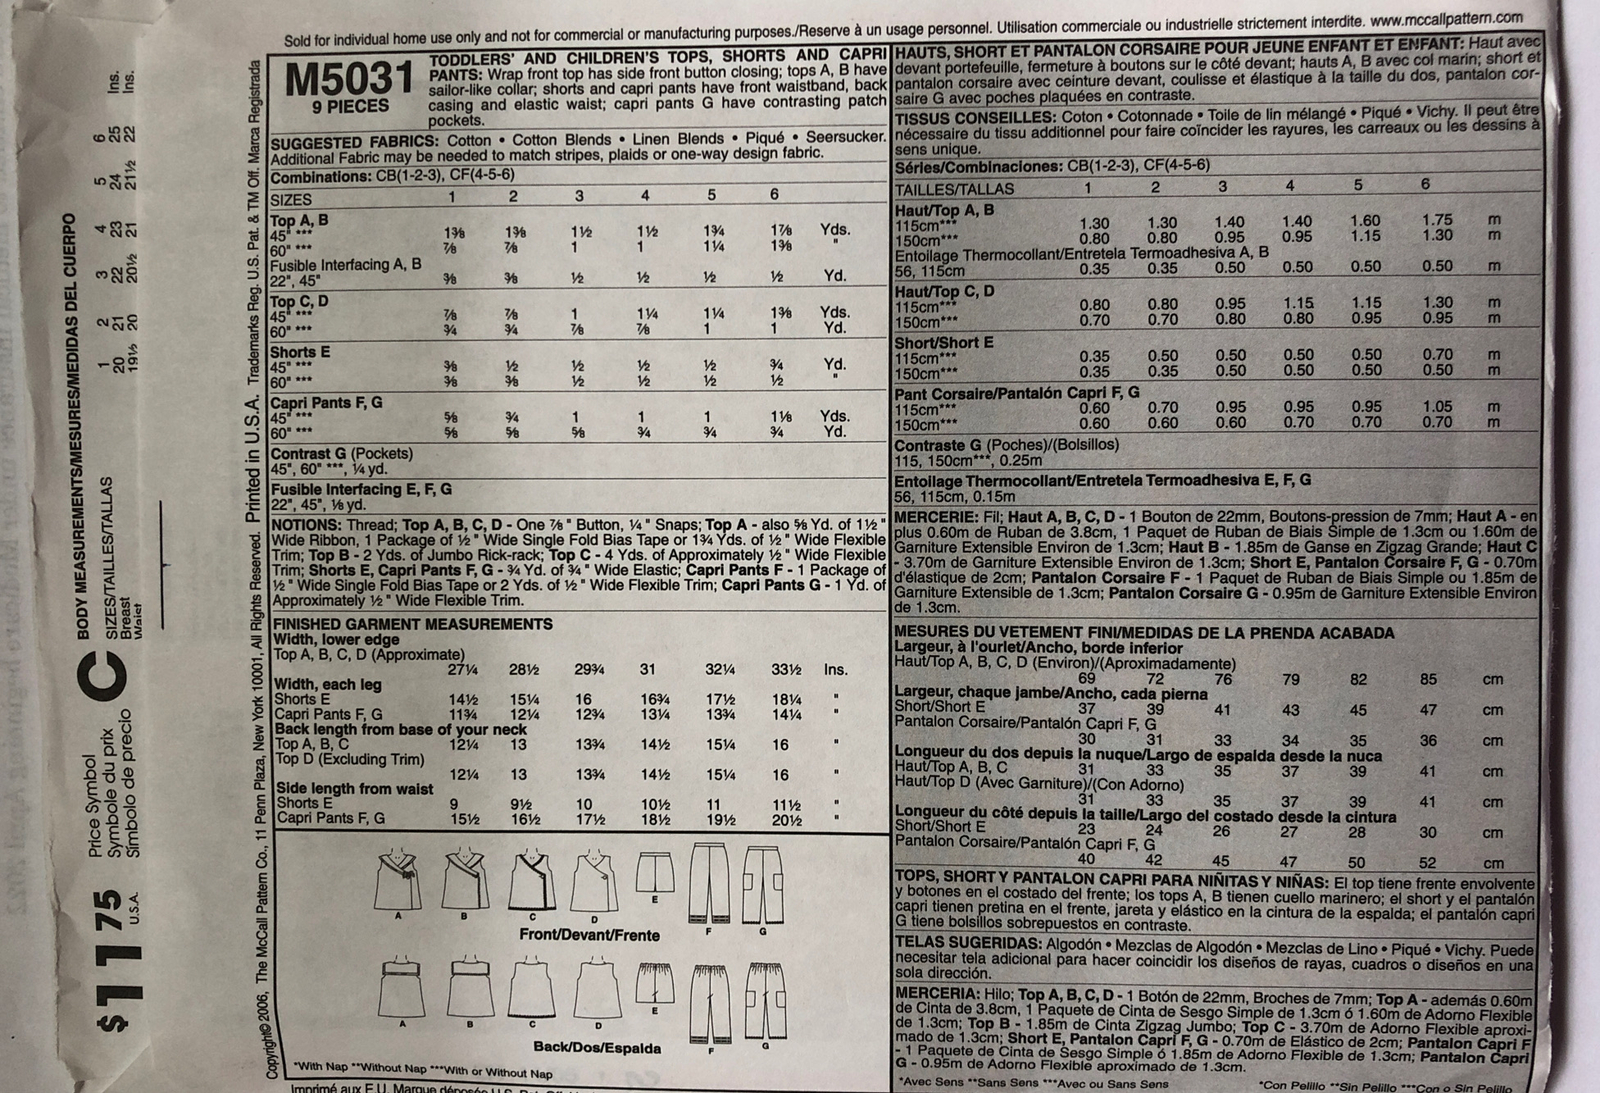 Sold for individual home use only and not for commercial or manufacturing purposes./Reserve à un usage personnel. Utilisation commerciale ou industrielle strictement interdite. www.mccallpattern.com
M5031
9 PIECES
TODDLERS' AND CHILDREN'S TOPS, SHORTS AND CAPRI
PANTS: Wrap front top has side front button closing; tops A, B have
sailor-like collar; shorts and capri pants have front waistband, back
casing and elastic waist; capri pants G have contrasting patch
pockets.
SUGGESTED FABRICS: Cotton • Cotton Blends • Linen Blends • Piqué • Seersucker.
Additional Fabric may be needed to match stripes, plaids or one-way design fabric.
Combinations: CB(1-2-3), CF(4-5-6)
SIZES 1 2 3 4 5 6
Top A, B
45" *** 1⅜ 1⅜ 1½ 1½ 1¾ 1⅞ Yds.
60" *** ⅞ ⅞ 1 1 1¼ 1⅜ "
Fusible Interfacing A, B
22", 45" ⅜ ⅜ ½ ½ ½ ½ Yd.
Top C, D
45" *** ⅞ ⅞ 1 1¼ 1¼ 1⅜ Yds.
60" *** ¾ ¾ ⅞ ⅞ 1 1 Yd.
Shorts E
45" *** ⅜ ½ ½ ½ ½ ¾ Yd.
60" *** ⅜ ⅜ ½ ½ ½ ½ "
Capri Pants F, G
45" *** ⅝ ¾ 1 1 1 1⅛ Yds.
60" *** ⅝ ⅝ ⅝ ¾ ¾ ¾ Yd.
Contrast G (Pockets)
45", 60" ***, ¼ yd.
Fusible Interfacing E, F, G
22", 45", ⅛ yd.
NOTIONS: Thread; Top A, B, C, D - One ⅞" Button, ¼" Snaps; Top A - also ⅝ Yd. of 1½"
Wide Ribbon, 1 Package of ½" Wide Single Fold Bias Tape or 1¾ Yds. of ½" Wide Flexible
Trim; Top B - 2 Yds. of Jumbo Rick-rack; Top C - 4 Yds. of Approximately ½" Wide Flexible
Trim; Shorts E, Capri Pants F, G - ¾ Yd. of ¾" Wide Elastic; Capri Pants F - 1 Package of
½" Wide Single Fold Bias Tape or 2 Yds. of ½" Wide Flexible Trim; Capri Pants G - 1 Yd. of
Approximately ½" Wide Flexible Trim.
FINISHED GARMENT MEASUREMENTS
Width, lower edge
Top A, B, C, D (Approximate)
27¼ 28½ 29¾ 31 32¼ 33½ Ins.
Width, each leg
Shorts E 14½ 15¼ 16 16¾ 17½ 18¼ "
Capri Pants F, G 11¾ 12¼ 12¾ 13¼ 13¾ 14¼ "
Back length from base of your neck
Top A, B, C 12¼ 13 13¾ 14½ 15¼ 16 "
Top D (Excluding Trim)
12¼ 13 13¾ 14½ 15¼ 16 "
Side length from waist
Shorts E 9 9½ 10 10½ 11 11½ "
Capri Pants F, G 15½ 16½ 17½ 18½ 19½ 20½ "
A B C D E F G
Front/Devant/Frente
A B C D E F G
Back/Dos/Espalda
*With Nap **Without Nap ***With or Without Nap
HAUTS, SHORT ET PANTALON CORSAIRE POUR JEUNE ENFANT ET ENFANT: Haut avec
devant portefeuille, fermeture à boutons sur le côté devant; hauts A, B avec col marin; short et
pantalon corsaire avec ceinture devant, coulisse et élastique à la taille du dos, pantalon cor-
saire G avec poches plaquées en contraste.
TISSUS CONSEILLES: Coton • Cotonnade • Toile de lin mélangé • Piqué • Vichy. Il peut être
nécessaire du tissu additionnel pour faire coïncider les rayures, les carreaux ou les dessins à
sens unique.
Séries/Combinaciones: CB(1-2-3), CF(4-5-6)
TAILLES/TALLAS 1 2 3 4 5 6
Haut/Top A, B
115cm*** 1.30 1.30 1.40 1.40 1.60 1.75 m
150cm*** 0.80 0.80 0.95 0.95 1.15 1.30 m
Entoilage Thermocollant/Entretela Termoadhesiva A, B
56, 115cm 0.35 0.35 0.50 0.50 0.50 0.50 m
Haut/Top C, D
115cm*** 0.80 0.80 0.95 1.15 1.15 1.30 m
150cm*** 0.70 0.70 0.80 0.80 0.95 0.95 m
Short/Short E
115cm*** 0.35 0.50 0.50 0.50 0.50 0.70 m
150cm*** 0.35 0.35 0.50 0.50 0.50 0.50 m
Pant Corsaire/Pantalón Capri F, G
115cm*** 0.60 0.70 0.95 0.95 0.95 1.05 m
150cm*** 0.60 0.60 0.60 0.70 0.70 0.70 m
Contraste G (Poches)/(Bolsillos)
115, 150cm***, 0.25m
Entoilage Thermocollant/Entretela Termoadhesiva E, F, G
56, 115cm, 0.15m
MERCERIE: Fil; Haut A, B, C, D - 1 Bouton de 22mm, Boutons-pression de 7mm; Haut A - en
plus 0.60m de Ruban de 3.8cm, 1 Paquet de Ruban de Biais Simple de 1.3cm ou 1.60m de
Garniture Extensible Environ de 1.3cm; Haut B - 1.85m de Ganse en Zigzag Grande; Haut C
- 3.70m de Garniture Extensible Environ de 1.3cm; Short E, Pantalon Corsaire F, G - 0.70m
d'élastique de 2cm; Pantalon Corsaire F - 1 Paquet de Ruban de Biais Simple ou 1.85m de
Garniture Extensible de 1.3cm; Pantalon Corsaire G - 0.95m de Garniture Extensible Environ
de 1.3cm.
MESURES DU VETEMENT FINI/MEDIDAS DE LA PRENDA ACABADA
Largeur, à l'ourlet/Ancho, borde inferior
Haut/Top A, B, C, D (Environ)/(Aproximadamente)
69 72 76 79 82 85 cm
Largeur, chaque jambe/Ancho, cada pierna
Short/Short E 37 39 41 43 45 47 cm
Pantalon Corsaire/Pantalón Capri F, G
30 31 33 34 35 36 cm
Longueur du dos depuis la nuque/Largo de espalda desde la nuca
Haut/Top A, B, C 31 33 35 37 39 41 cm
Haut/Top D (Avec Garniture)/(Con Adorno)
31 33 35 37 39 41 cm
Longueur du côté depuis la taille/Largo del costado desde la cintura
Short/Short E 23 24 26 27 28 30 cm
Pantalon Corsaire/Pantalón Capri F, G
40 42 45 47 50 52 cm
TOPS, SHORT Y PANTALON CAPRI PARA NIÑITAS Y NIÑAS: El top tiene frente envolvente
y botones en el costado del frente; los tops A, B tienen cuello marinero; el short y el pantalón
capri tienen pretina en el frente, jareta y elástico en la cintura de la espalda; el pantalón capri
G tiene bolsillos sobrepuestos en contraste.
TELAS SUGERIDAS: Algodón • Mezclas de Algodón • Mezclas de Lino • Piqué • Vichy. Puede
necesitar tela adicional para hacer coincidir los diseños de rayas, cuadros o diseños en una
sola dirección.
MERCERIA: Hilo; Top A, B, C, D - 1 Botón de 22mm, Broches de 7mm; Top A - además 0.60m
de Cinta de 3.8cm, 1 Paquete de Cinta de Sesgo Simple de 1.3cm ó 1.60m de Adorno Flexible
de 1.3cm; Top B - 1.85m de Cinta Zigzag Jumbo; Top C - 3.70m de Adorno Flexible aproxi-
mado de 1.3cm; Short E, Pantalon Capri F, G - 0.70m de Elástico de 2cm; Pantalon Capri F
- 1 Paquete de Cinta de Sesgo Simple ó 1.85m de Adorno Flexible de 1.3cm; Pantalon Capri
G - 0.95m de Adorno Flexible aproximado de 1.3cm.
*Avec Sens **Sans Sens ***Avec ou Sans Sens *Con Pelillo **Sin Pelillo ***Con o Sin Pelillo
Copyright© 2006, The McCall Pattern Co., 11 Penn Plaza, New York 10001, All Rights Reserved. Printed in U.S.A. Trademarks Reg. U.S. Pat. & TM Off. Marca Registrada
$11 75
U.S.A.
Price Symbol
Symbole du prix
Símbolo de precio
C
BODY MEASUREMENTS/MESURES/MEDIDAS DEL CUERPO
SIZES/TAILLES/TALLAS 1 2 3 4 5 6
Breast 20 21 22 23 24 25 Ins.
Waist 19½ 20 20½ 21 21½ 22 Ins.